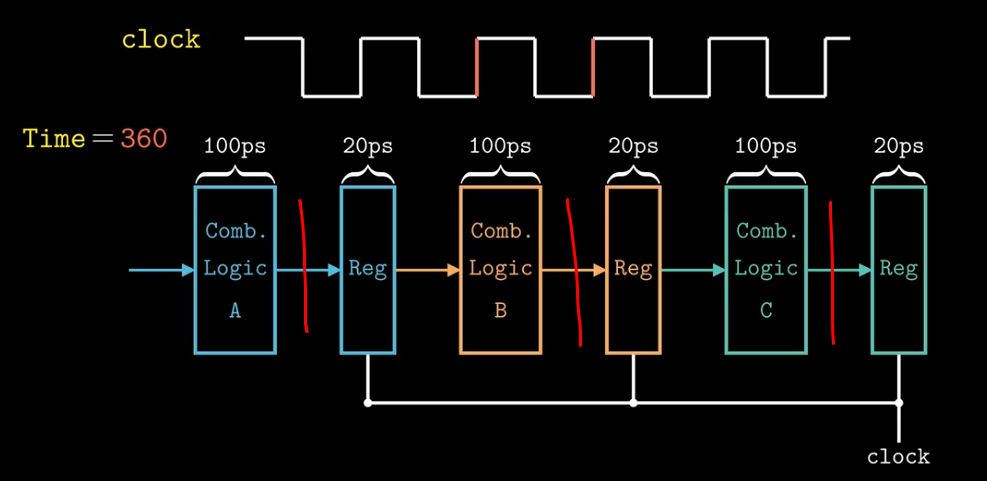 clock
Time = 360
100ps 20ps 100ps 20ps 100ps 20ps
Comb.
Logic
A
Reg
Comb.
Logic
B
Reg
Comb.
Logic
C
Reg
clock